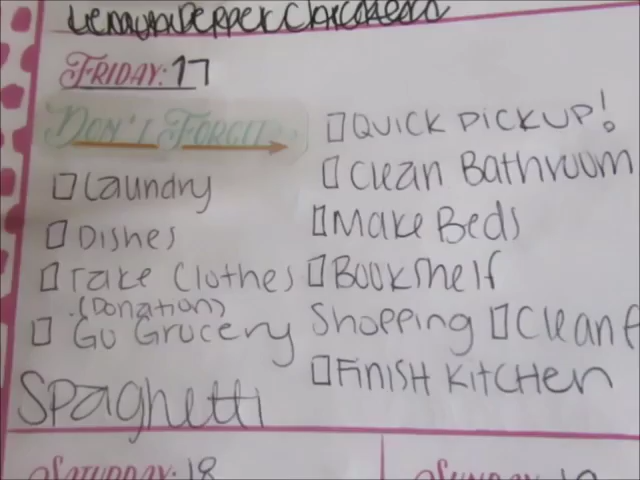 Lemon Pepper Chicken
FRIDAY: 17
DON'T FORGET
Laundry
Dishes
Take Clothes
(Donation)
Go Grocery Shopping
Spaghetti
QUICK PICKUP!
Clean Bathroom
Make Beds
Bookshelf
Clean
FINISH KITCHEN
SATURDAY: 18
SUNDAY: